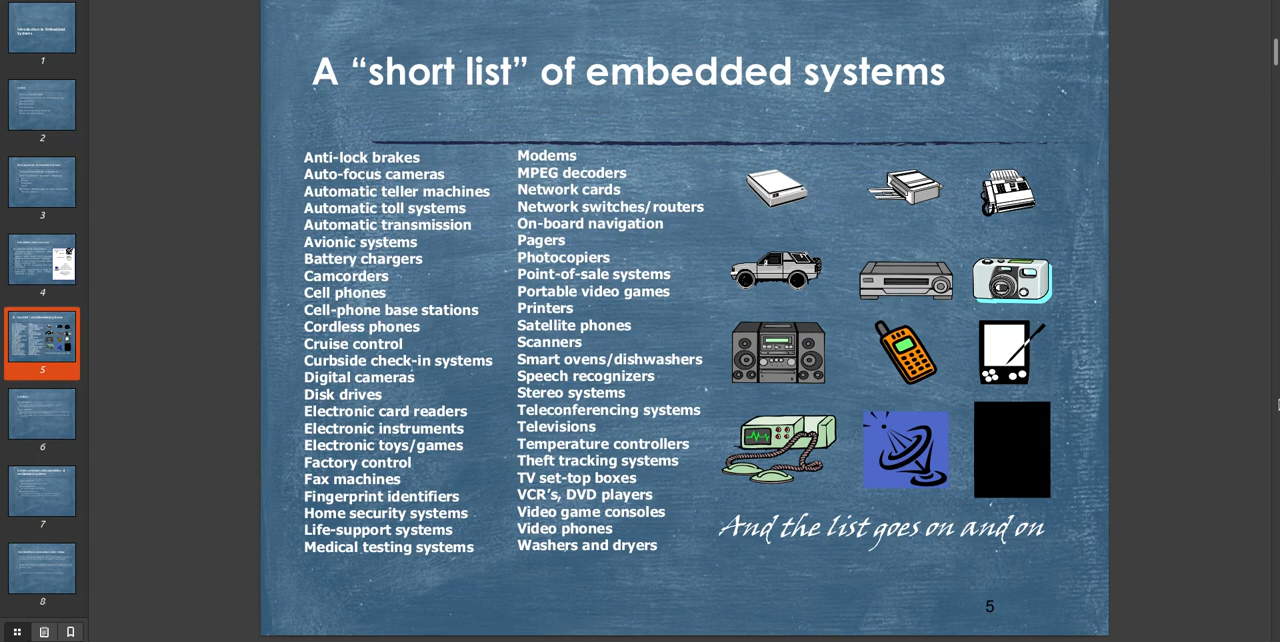 Introduction to Embedded
Systems
1
2
3
4
5
6
7
8
A “short list” of embedded systems
Anti-lock brakes
Auto-focus cameras
Automatic teller machines
Automatic toll systems
Automatic transmission
Avionic systems
Battery chargers
Camcorders
Cell phones
Cell-phone base stations
Cordless phones
Cruise control
Curbside check-in systems
Digital cameras
Disk drives
Electronic card readers
Electronic instruments
Electronic toys/games
Factory control
Fax machines
Fingerprint identifiers
Home security systems
Life-support systems
Medical testing systems
Modems
MPEG decoders
Network cards
Network switches/routers
On-board navigation
Pagers
Photocopiers
Point-of-sale systems
Portable video games
Printers
Satellite phones
Scanners
Smart ovens/dishwashers
Speech recognizers
Stereo systems
Teleconferencing systems
Televisions
Temperature controllers
Theft tracking systems
TV set-top boxes
VCR’s, DVD players
Video game consoles
Video phones
Washers and dryers
And the list goes on and on
5